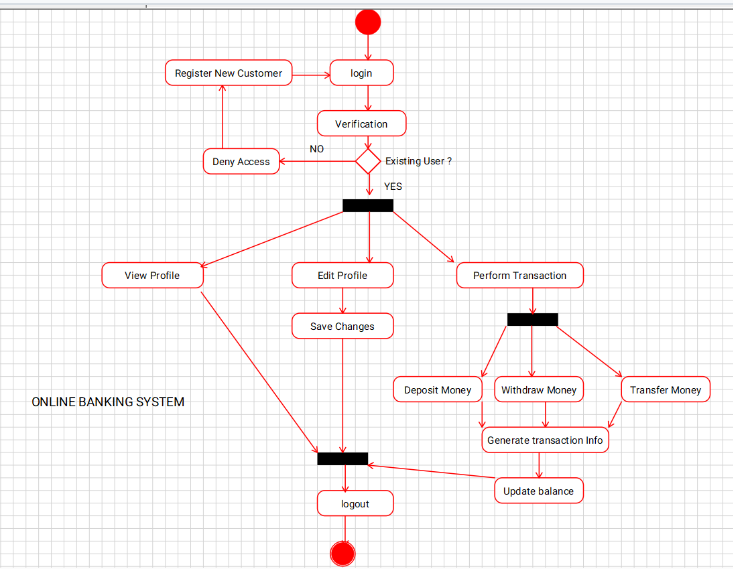 Register New Customer
login
Verification
NO
Deny Access
Existing User ?
YES
View Profile
Edit Profile
Perform Transaction
Save Changes
Deposit Money
Withdraw Money
Transfer Money
ONLINE BANKING SYSTEM
Generate transaction Info
Update balance
logout